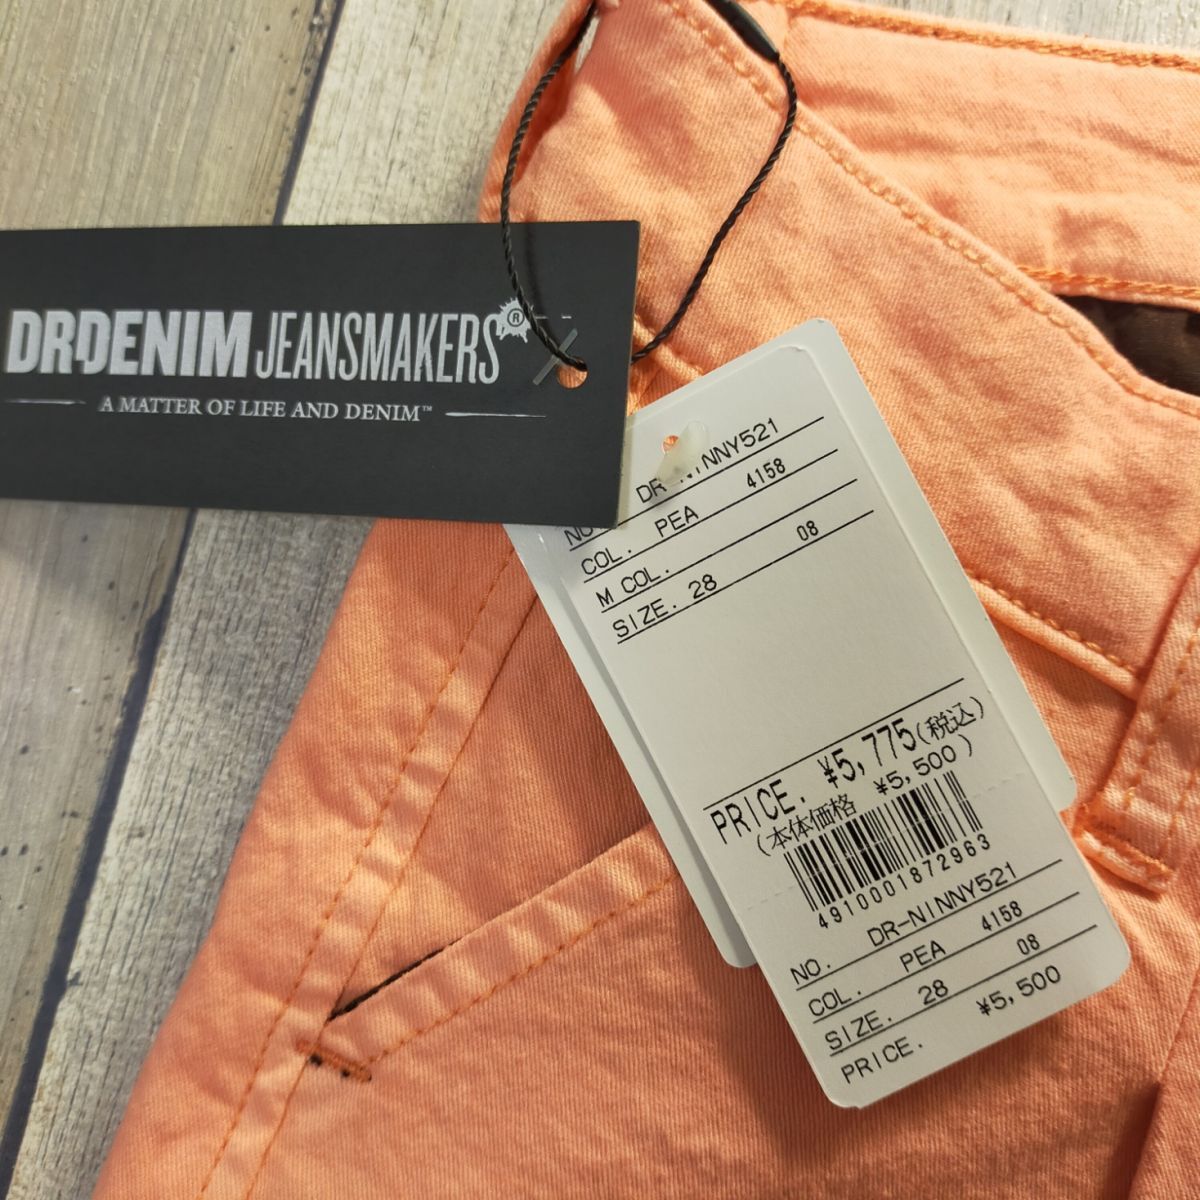 DRDENIM JEANSMAKERS®
A MATTER OF LIFE AND DENIM™
NO. DR-NINNY521
COL. PEA 4158
M COL. 08
SIZE. 28
PRICE. ¥5,775(税込)
(本体価格 ¥5,500)
4910001872963
NO. DR-NINNY521
COL. PEA 4158
SIZE. 28 08
PRICE. ¥5,500